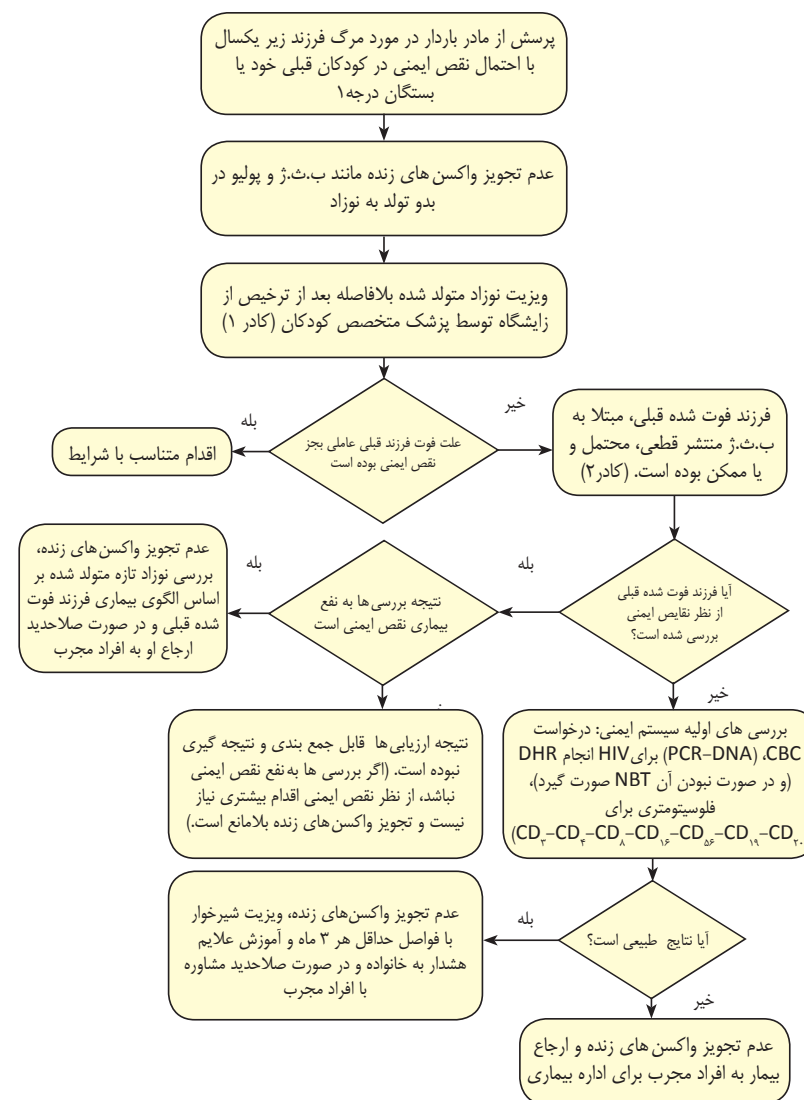 پرسش از مادر باردار در مورد مرگ فرزند زیر یکسال
با احتمال نقص ایمنی در کودکان قبلی خود یا
بستگان درجه۱
عدم تجویز واکسن های زنده مانند ب.ث.ژ و پولیو در
بدو تولد به نوزاد
ویزیت نوزاد متولد شده بلافاصله بعد از ترخیص از
زایشگاه توسط پزشک متخصص کودکان (کادر ۱)
علت فوت فرزند قبلی عاملی بجز
نقص ایمنی بوده است
خیر
بله
فرزند فوت شده قبلی، مبتلا به
ب.ث.ژ منتشر قطعی، محتمل و
یا ممکن بوده است. (کادر۲)
اقدام متناسب با شرایط
آیا فرزند فوت شده قبلی
از نظر نقایص ایمنی
بررسی شده است؟
بله
نتیجه بررسی ها به نفع
بیماری نقص ایمنی است
بله
عدم تجویز واکسن های زنده،
بررسی نوزاد تازه متولد شده بر
اساس الگوی بیماری فرزند فوت
شده قبلی و در صورت صلاحدید
ارجاع او به افراد مجرب
خیر
بررسی های اولیه سیستم ایمنی: درخواست
CBC، (PCR-DNA) برای HIV انجام DHR
(و در صورت نبودن آن NBT صورت گیرد)،
فلوسیتومتری برای
(CD۳-CD۴-CD۸-CD۱۶-CD۵۶-CD۱۹-CD۲۰
نتیجه ارزیابی‌ها قابل جمع بندی و نتیجه گیری
نبوده است. (اگر بررسی ها به نفع نقص ایمنی
نباشد، از نظر نقص ایمنی اقدام بیشتری نیاز
نیست و تجویز واکسن های زنده بلامانع است.)
آیا نتایج طبیعی است؟
بله
عدم تجویز واکسن‌های زنده، ویزیت شیرخوار
با فواصل حداقل هر ۳ ماه و آموزش علایم
هشدار به خانواده و در صورت صلاحدید مشاوره
با افراد مجرب
خیر
عدم تجویز واکسن های زنده و ارجاع
بیمار به افراد مجرب برای اداره بیماری